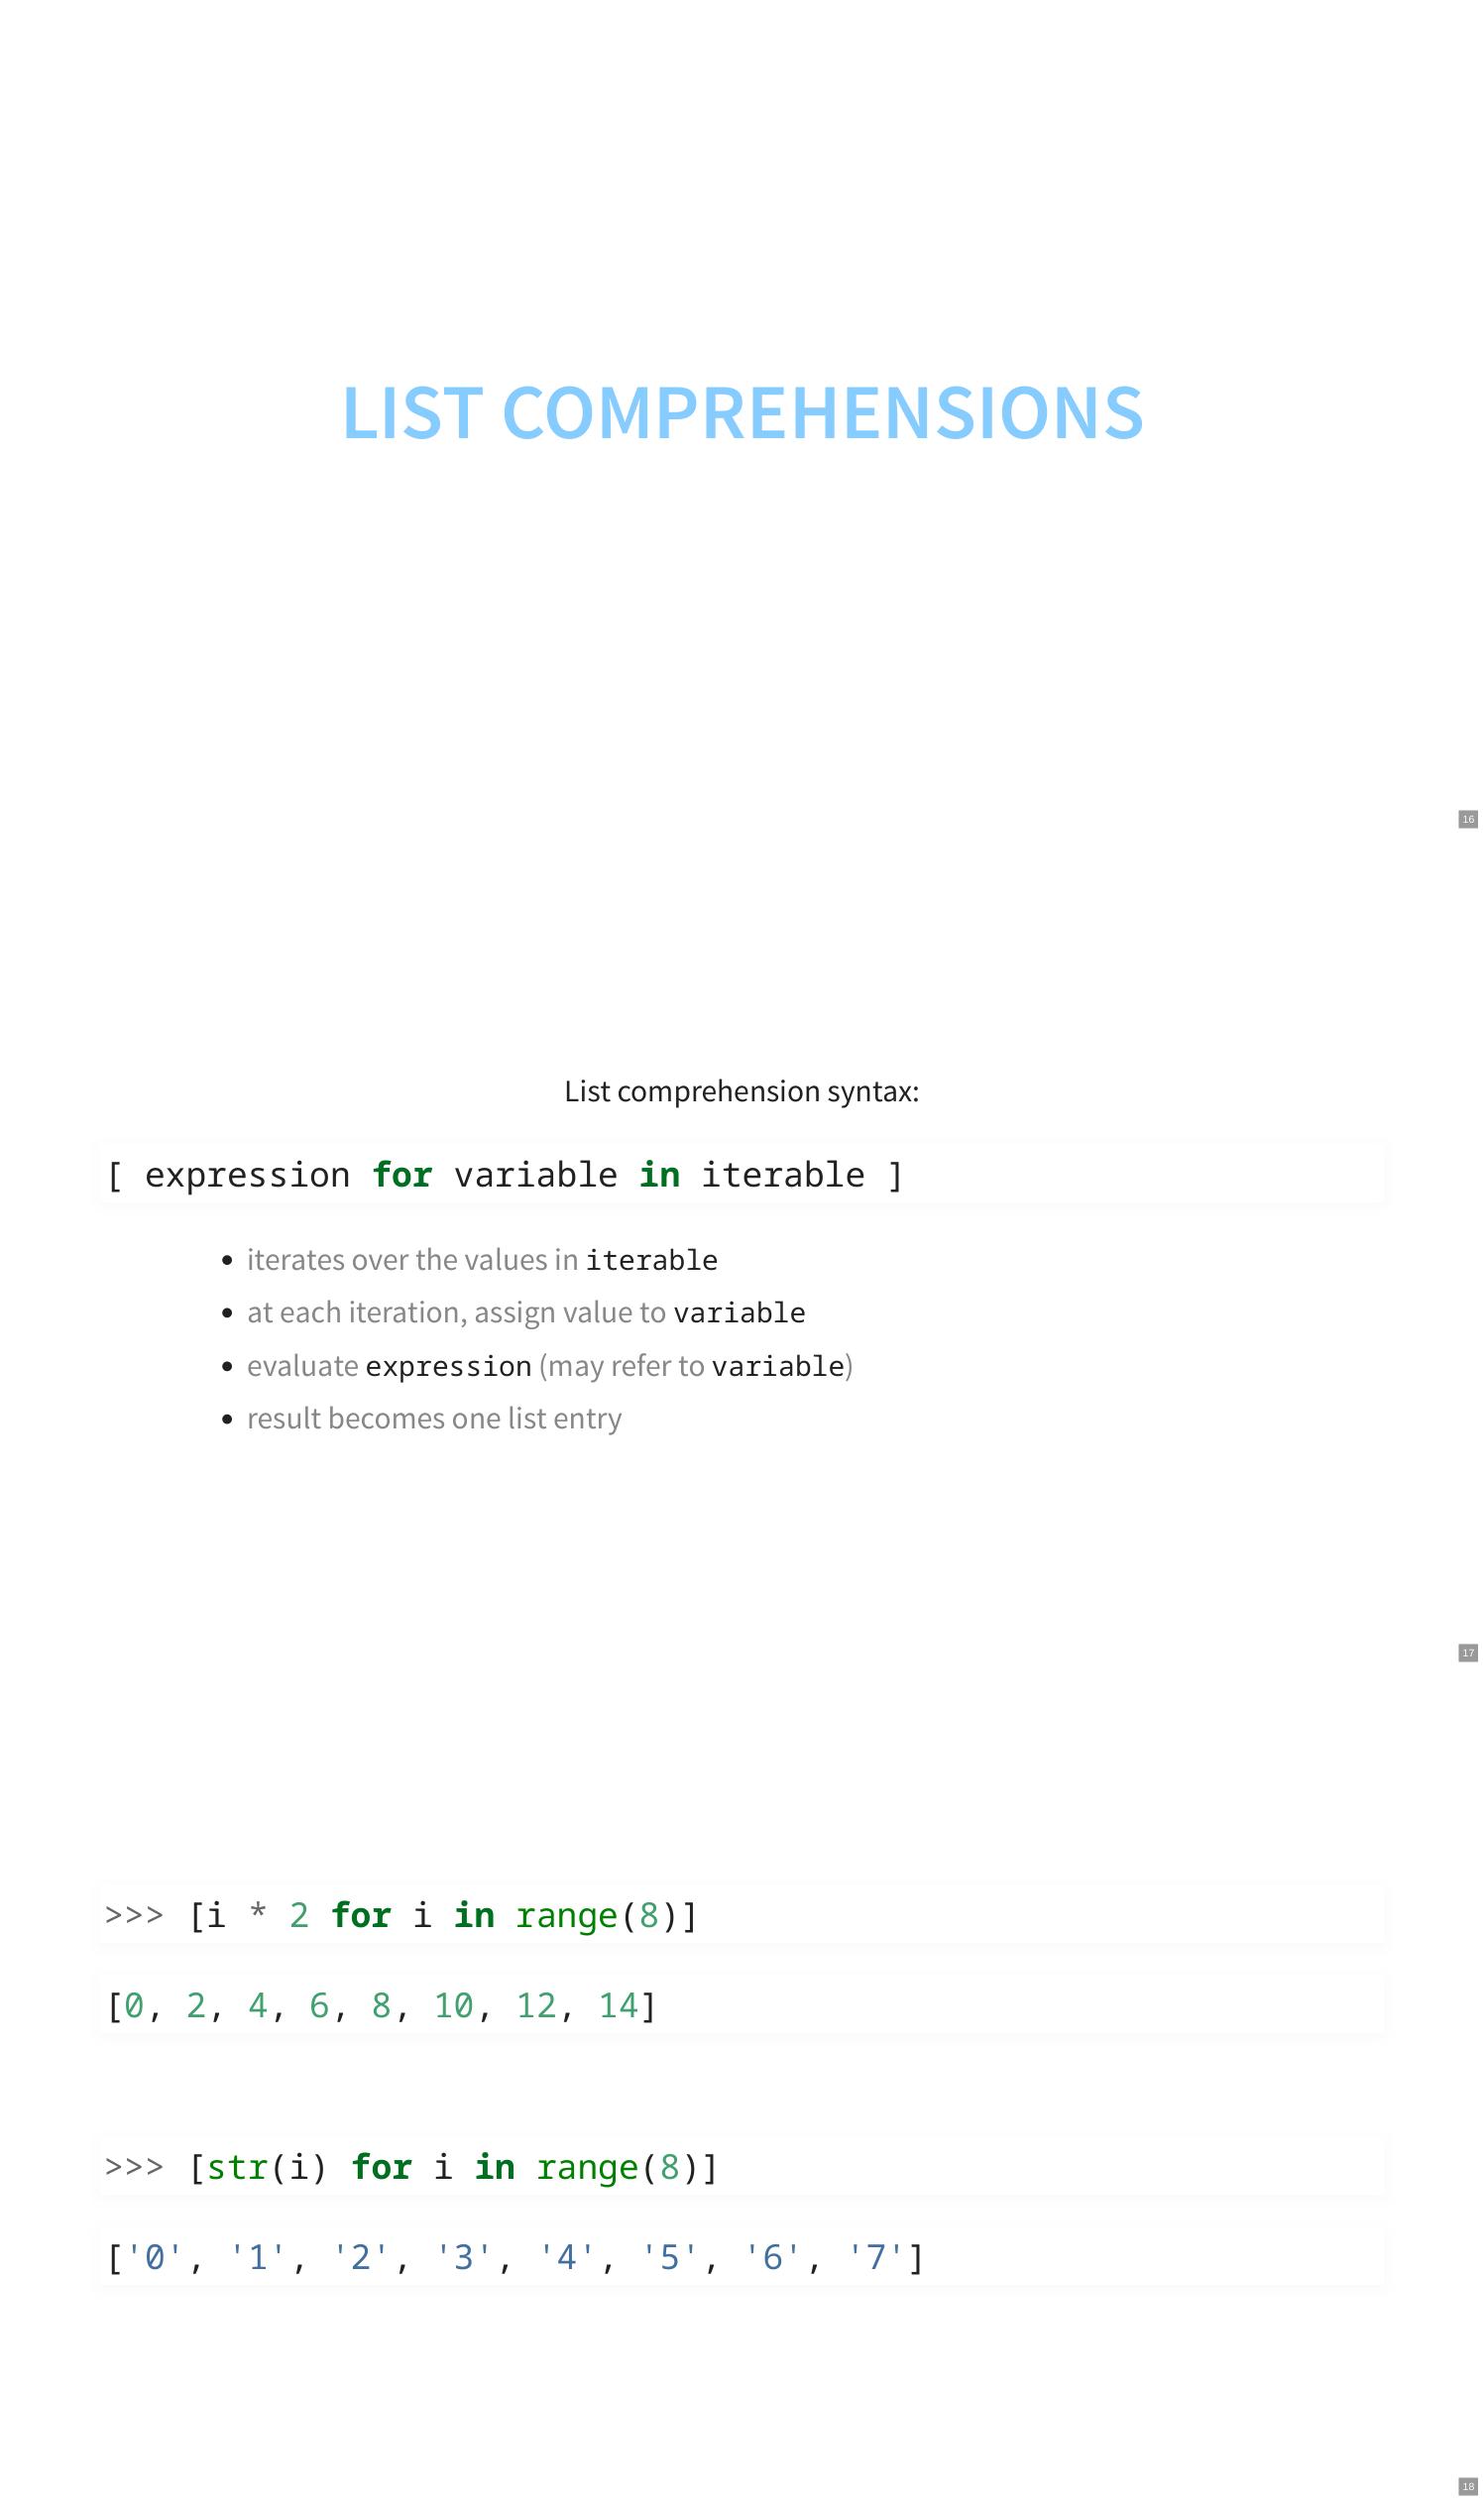 LIST COMPREHENSIONS
16
List comprehension syntax:
[ expression for variable in iterable ]
• iterates over the values in iterable
• at each iteration, assign value to variable
• evaluate expression (may refer to variable)
• result becomes one list entry
17
>>> [i * 2 for i in range(8)]
[0, 2, 4, 6, 8, 10, 12, 14]
>>> [str(i) for i in range(8)]
['0', '1', '2', '3', '4', '5', '6', '7']
18